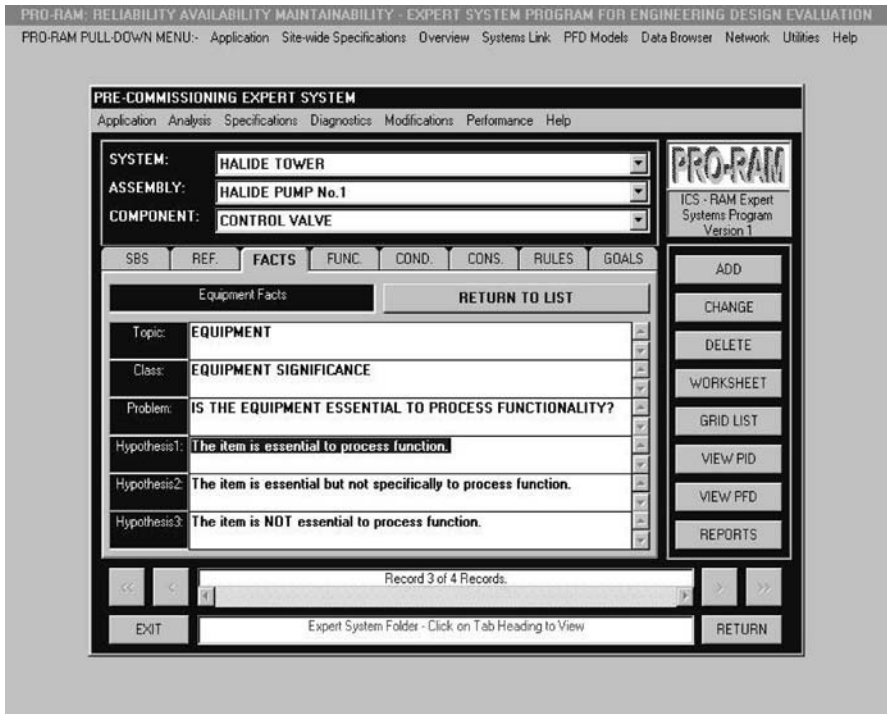 PRO-RAM: RELIABILITY AVAILABILITY MAINTAINABILITY - EXPERT SYSTEM PROGRAM FOR ENGINEERING DESIGN EVALUATION
PRO-RAM PULL-DOWN MENU:- Application Site-wide Specifications Overview Systems Link PFD Models Data Browser Network Utilities Help
PRE-COMMISSIONING EXPERT SYSTEM
Application Analysis Specifications Diagnostics Modifications Performance Help
SYSTEM: HALIDE TOWER
ASSEMBLY: HALIDE PUMP No.1
COMPONENT: CONTROL VALVE
PRO-RAM
ICS - RAM Expert
Systems Program
Version 1
SBS REF. FACTS FUNC. COND. CONS. RULES GOALS
Equipment Facts RETURN TO LIST
Topic: EQUIPMENT
Class: EQUIPMENT SIGNIFICANCE
Problem: IS THE EQUIPMENT ESSENTIAL TO PROCESS FUNCTIONALITY?
Hypothesis1: The item is essential to process function.
Hypothesis2: The item is essential but not specifically to process function.
Hypothesis3: The item is NOT essential to process function.
ADD
CHANGE
DELETE
WORKSHEET
GRID LIST
VIEW PID
VIEW PFD
REPORTS
<< < Record 3 of 4 Records. > >>
EXIT Expert System Folder - Click on Tab Heading to View RETURN